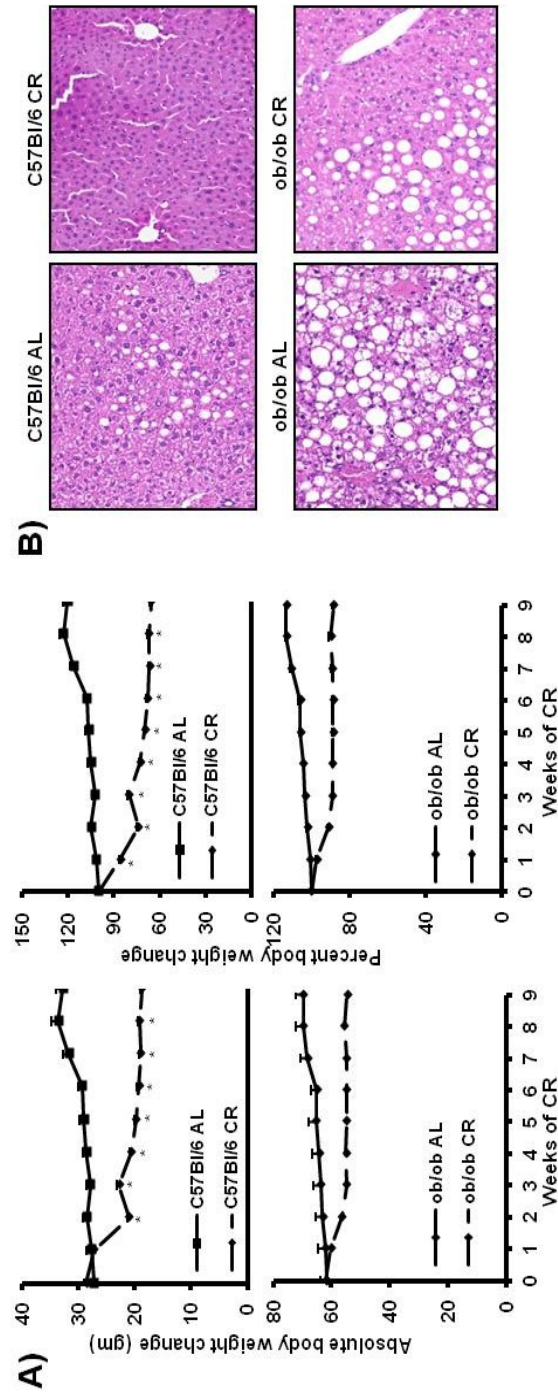 A)
Absolute body weight change (gm)
40
30
20
10
0
C57Bl/6 AL
C57Bl/6 CR
* * * * * * *
80
60
40
20
0
ob/ob AL
ob/ob CR
0 1 2 3 4 5 6 7 8 9
Weeks of CR
Percent body weight change
150
120
90
60
30
0
C57Bl/6 AL
C57Bl/6 CR
* * * * * * * *
120
80
40
0
ob/ob AL
ob/ob CR
0 1 2 3 4 5 6 7 8 9
Weeks of CR
B)
C57Bl/6 AL
C57Bl/6 CR
ob/ob AL
ob/ob CR